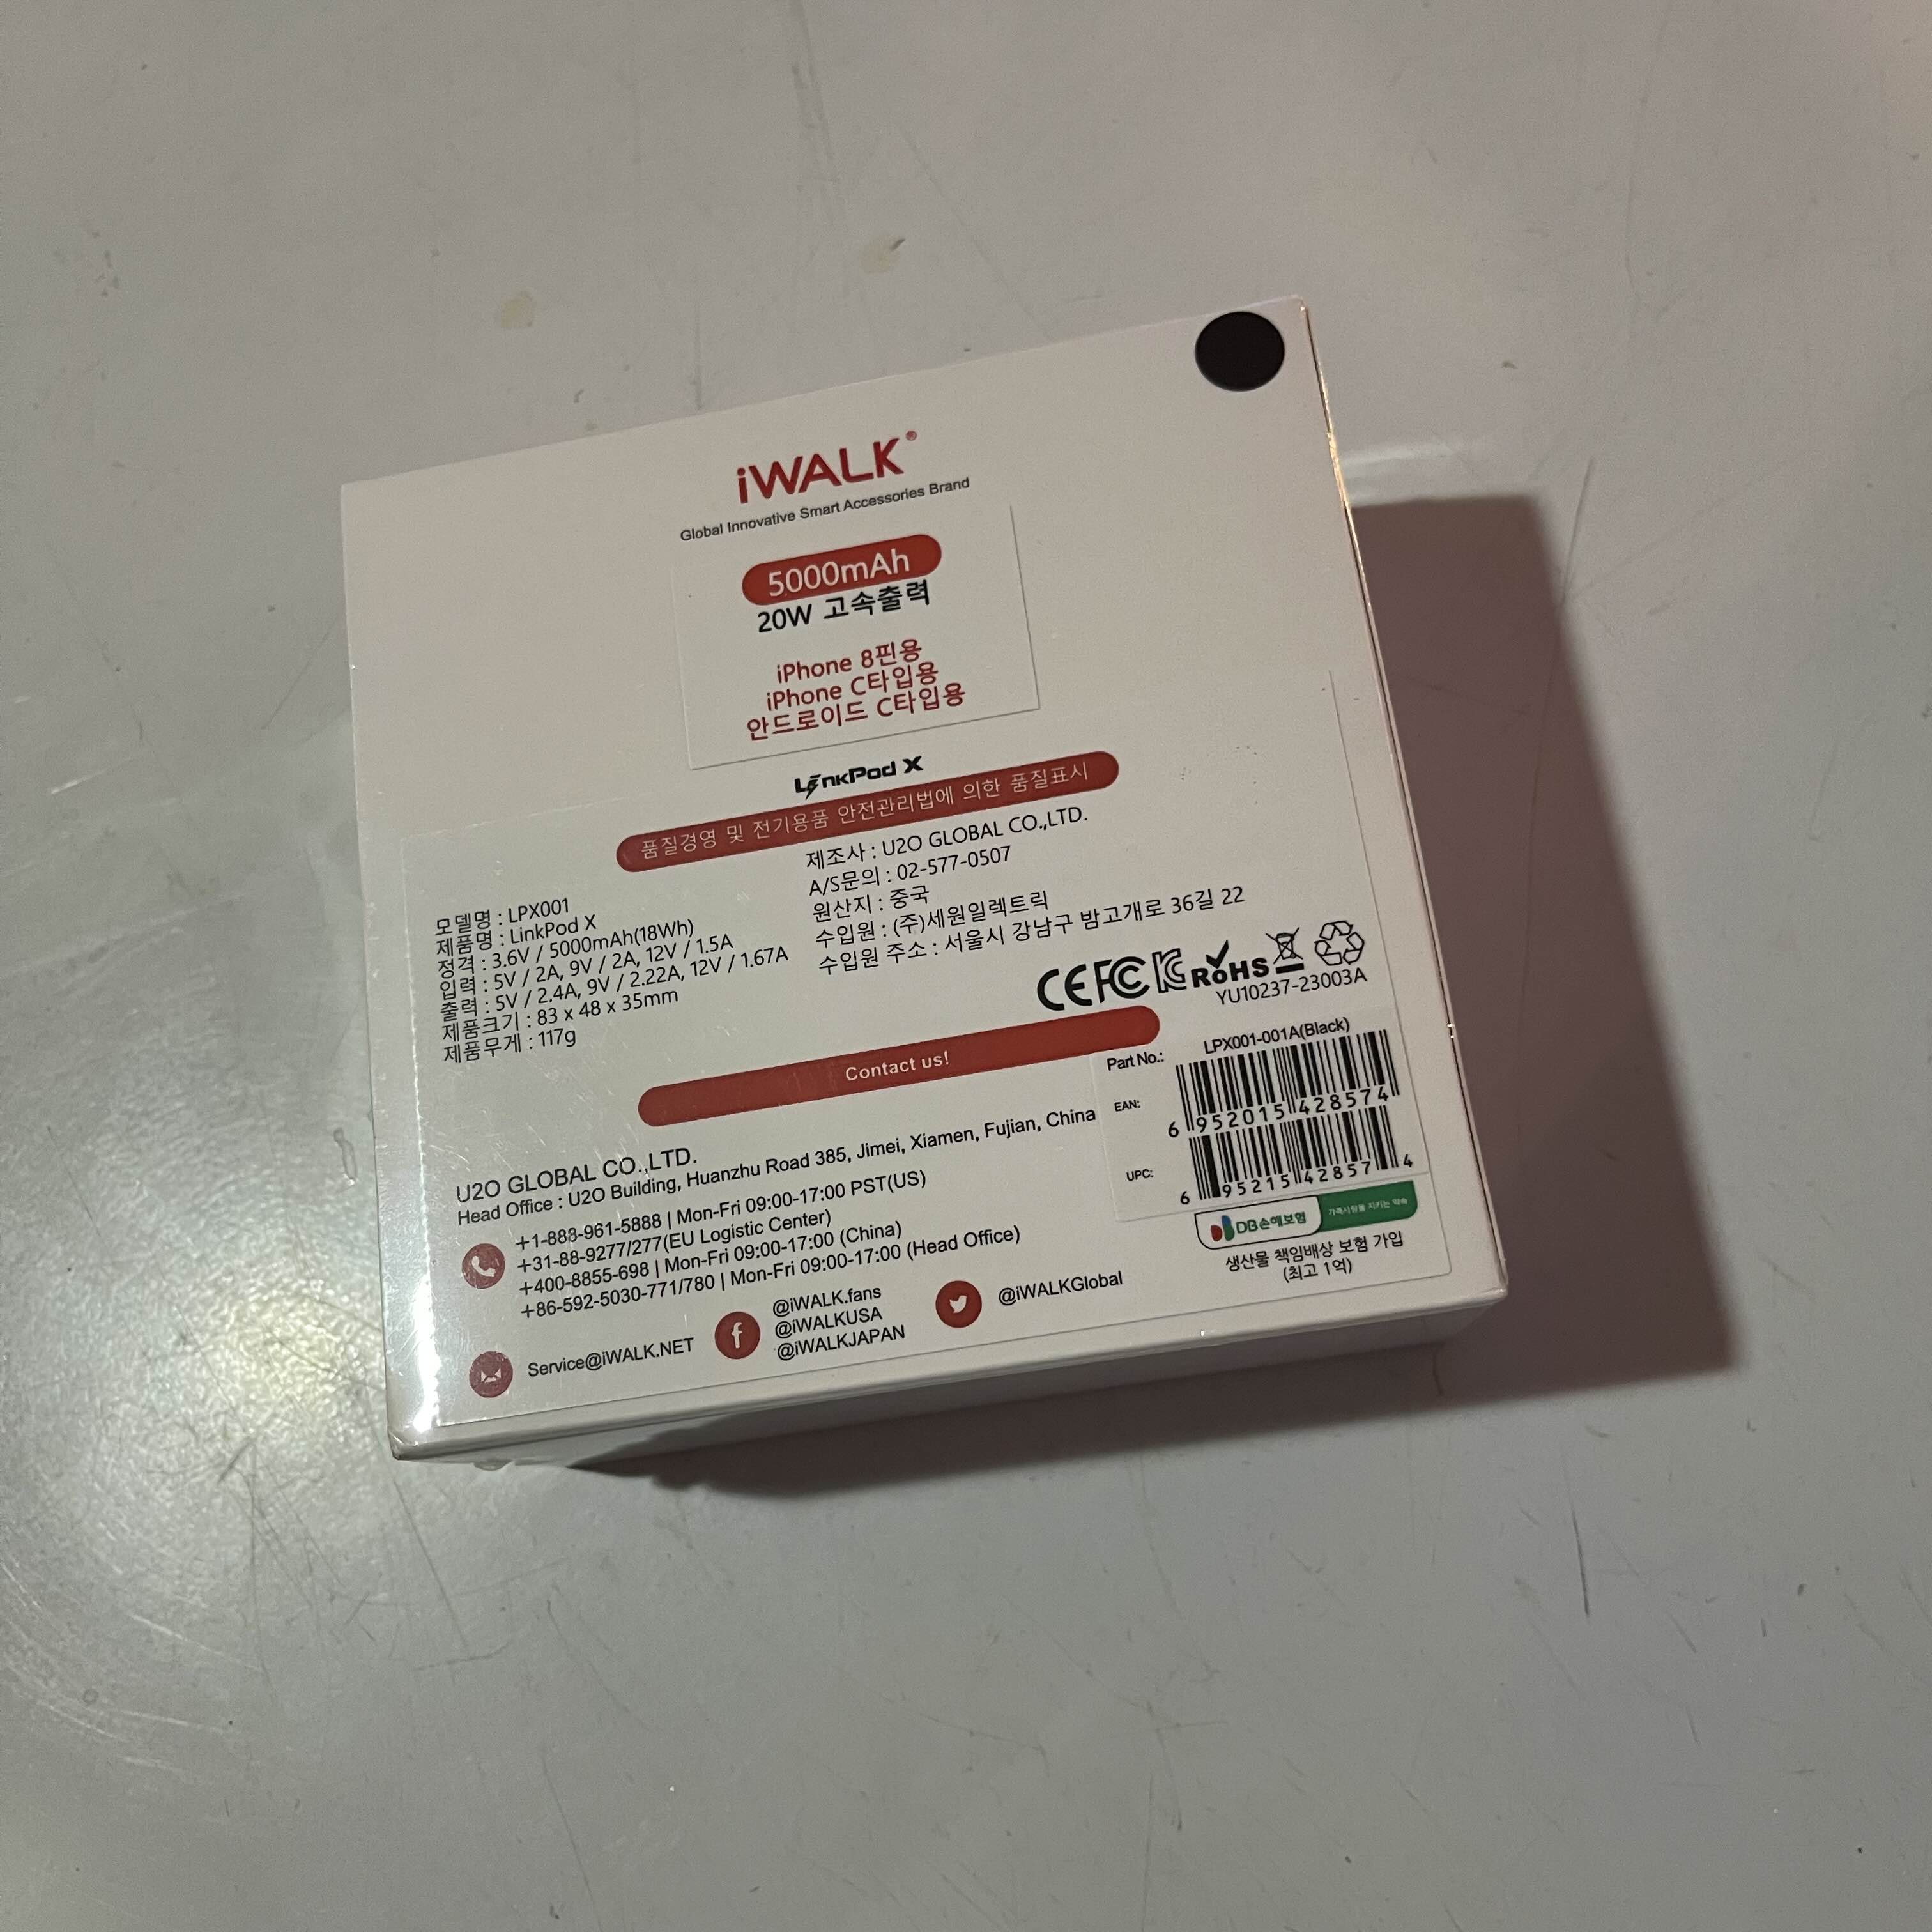 iWALK®
Global Innovative Smart Accessories Brand
5000mAh
20W 고속출력
iPhone 8핀용
iPhone C타입용
안드로이드 C타입용
LinkPod X
품질경영 및 전기용품 안전관리법에 의한 품질표시
모델명 : LPX001
제품명 : LinkPod X
정격 : 3.6V / 5000mAh(18Wh)
입력 : 5V / 2A, 9V / 2A, 12V / 1.5A
출력 : 5V / 2.4A, 9V / 2.22A, 12V / 1.67A
제품크기 : 83 x 48 x 35mm
제품무게 : 117g
제조사 : U2O GLOBAL CO.,LTD.
A/S문의 : 02-577-0507
원산지 : 중국
수입원 : (주)세원일렉트릭
수입원 주소 : 서울시 강남구 밤고개로 36길 22
CE FC KC RoHS
YU10237-23003A
Contact us!
U2O GLOBAL CO.,LTD.
Head Office : U2O Building, Huanzhu Road 385, Jimei, Xiamen, Fujian, China
+1-888-961-5888 | Mon-Fri 09:00-17:00 PST(US)
+31-88-9277/277(EU Logistic Center)
+400-8855-698 | Mon-Fri 09:00-17:00 (China)
+86-592-5030-771/780 | Mon-Fri 09:00-17:00 (Head Office)
Service@iWALK.NET
@iWALK.fans
@iWALKUSA
@iWALKJAPAN
@iWALKGlobal
Part No.: LPX001-001A(Black)
EAN:
6 952015 428574
UPC:
6 95215 42857 4
DB손해보험 가족사랑을 지키는 약속
생산물 책임배상 보험 가입
(최고 1억)